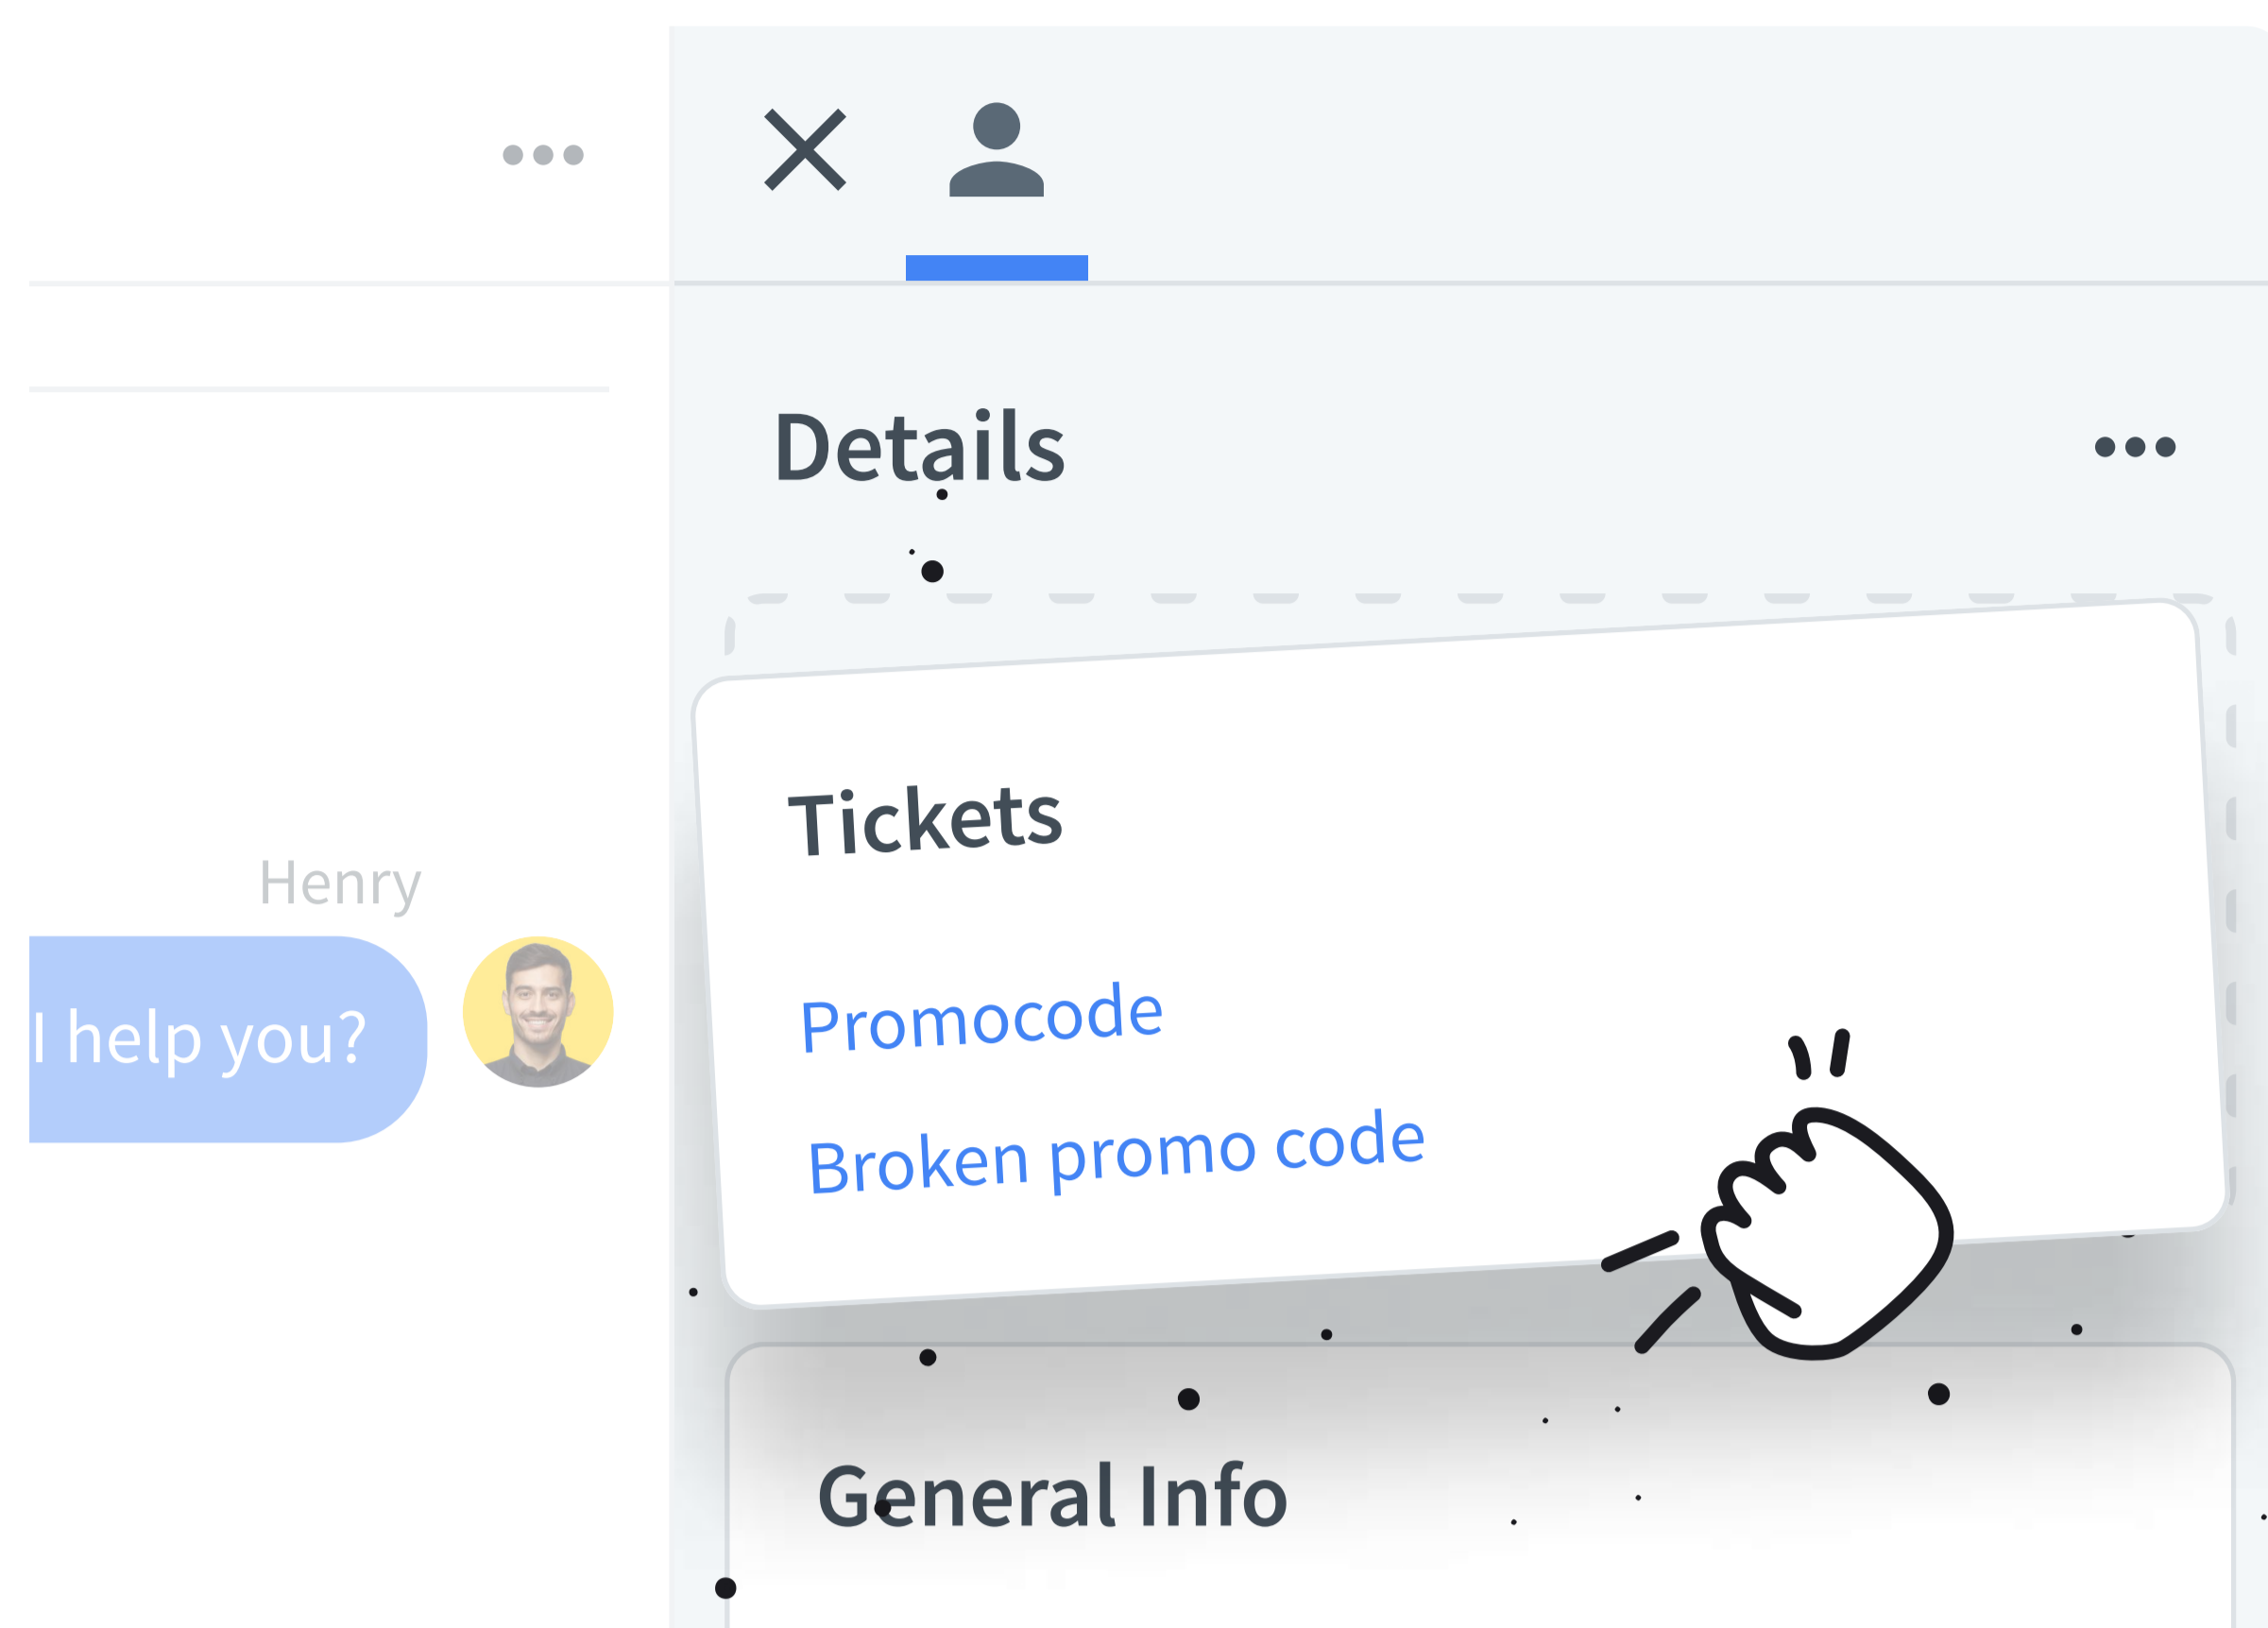 Henry
I help you?
Details
Tickets
Promocode
Broken promo code
General Info